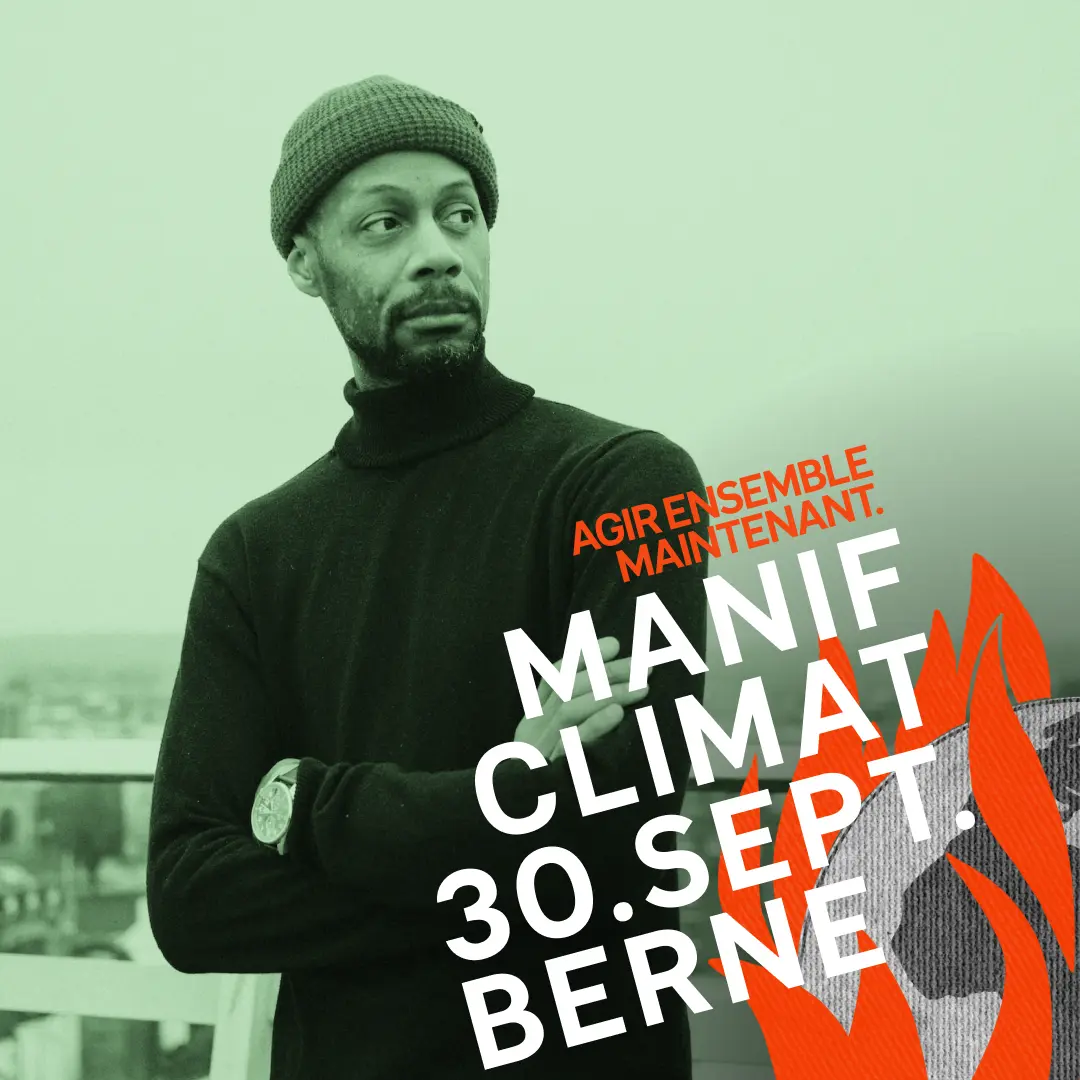 AGIR ENSEMBLE
MAINTENANT.
MANIF
CLIMAT
30.SEPT.
BERNE